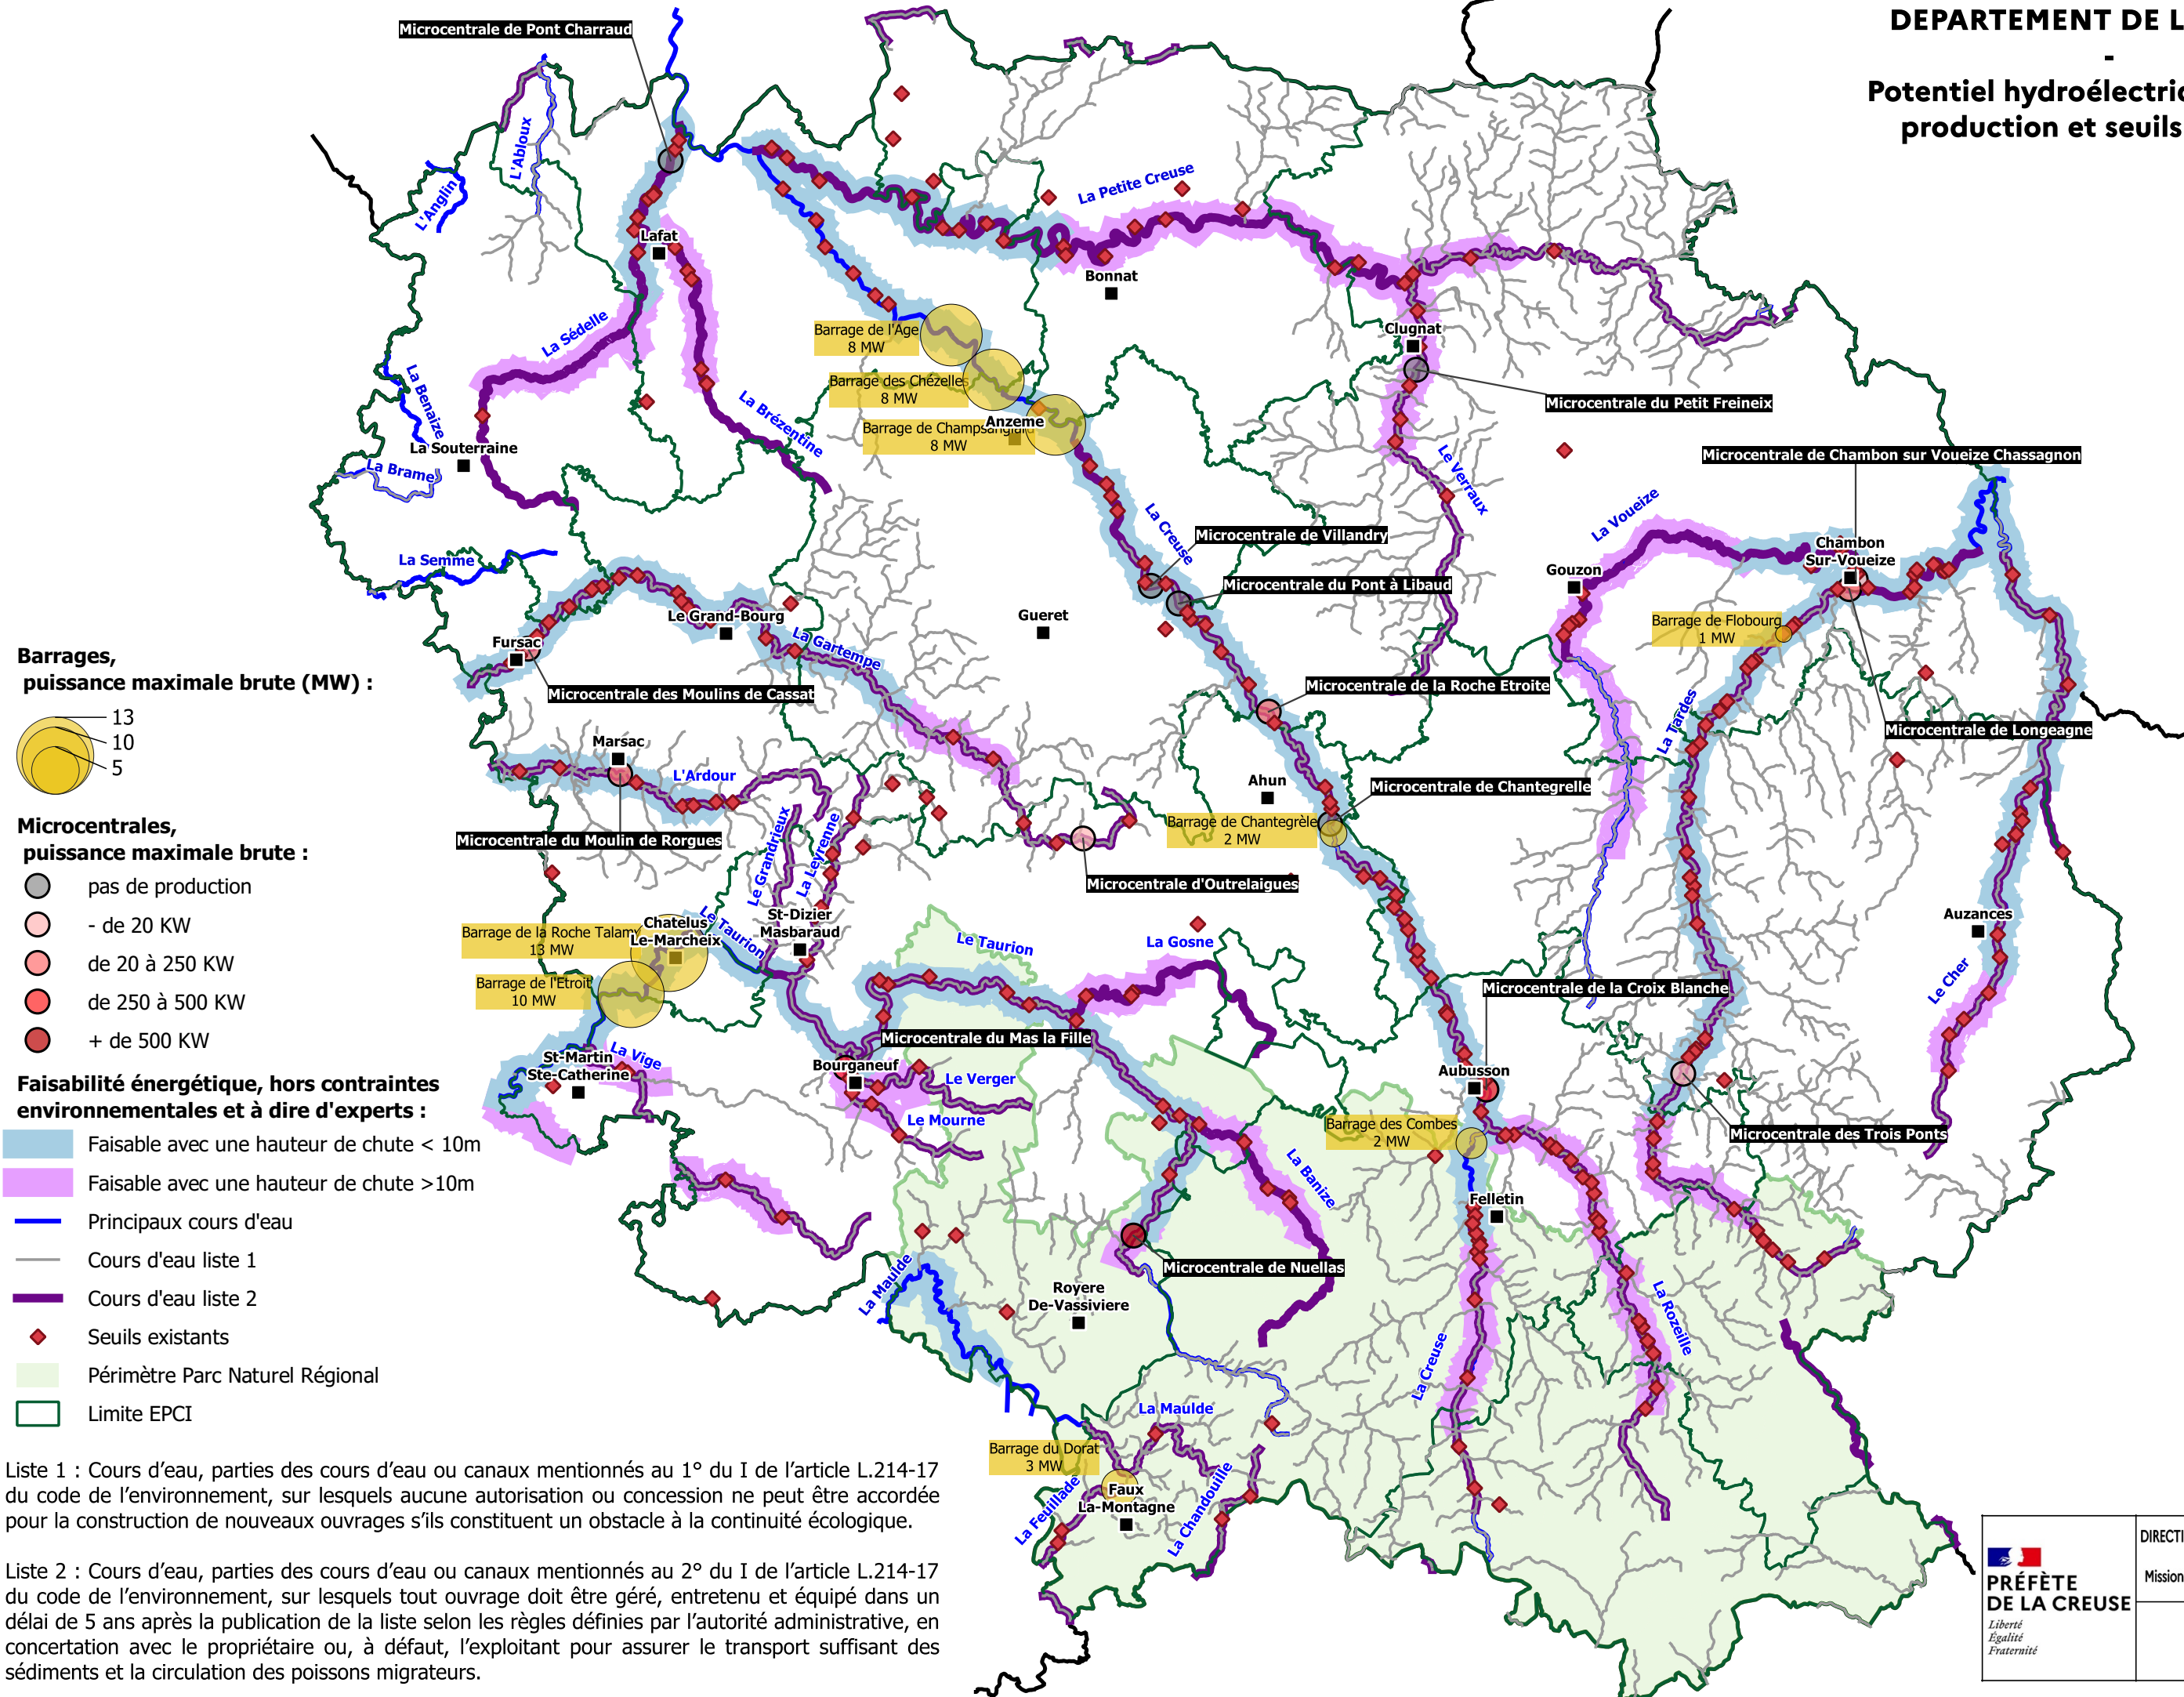 DEPARTEMENT DE L
-
Potentiel hydroélectri
production et seuils
Microcentrale de Pont Charraud
L'Abloux
L'Anglin
La Petite Creuse
Lafat
Bonnat
La Sédelle
Barrage de l'Age
8 MW
Clugnat
La Benaize
Barrage des Chézelles
8 MW
La Brézentine
Microcentrale du Petit Freineix
Anzeme
Barrage de Champsanglard
8 MW
La Souterraine
La Brame
Le Verraux
Microcentrale de Chambon sur Voueize Chassagnon
La Voueize
La Creuse
Microcentrale de Villandry
Chambon
Sur-Voueize
La Semme
Gouzon
Microcentrale du Pont à Libaud
Le Grand-Bourg
Gueret
Barrage de Flobourg
1 MW
Fursac
La Gartempe
Microcentrale des Moulins de Cassat
Microcentrale de la Roche Etroite
La Tardes
Microcentrale de Longeagne
Marsac
L'Ardour
Ahun
Microcentrale de Chantegrelle
Barrage de Chantegrèle
2 MW
Microcentrale du Moulin de Rorgues
Le Grandrieux
La Leyrenne
Microcentrale d'Outrelaigues
Chatelus
Le-Marcheix
Le Taurion
St-Dizier
Masbaraud
Barrage de la Roche Talamy
13 MW
Auzances
Le Taurion
La Gosne
Barrage de l'Etroit
10 MW
Le Cher
Microcentrale de la Croix Blanche
Microcentrale du Mas la Fille
St-Martin
Ste-Catherine
La Vige
Bourganeuf
Le Verger
Aubusson
Le Mourne
Barrage des Combes
2 MW
Microcentrale des Trois Ponts
La Banize
Felletin
Microcentrale de Nuellas
La Maulde
Royere
De-Vassiviere
La Rozeille
La Creuse
La Maulde
Barrage du Dorat
3 MW
Faux
La-Montagne
La Feuillade
La Chandouille
Barrages,
puissance maximale brute (MW) :
13
10
5
Microcentrales,
puissance maximale brute :
pas de production
- de 20 KW
de 20 à 250 KW
de 250 à 500 KW
+ de 500 KW
Faisabilité énergétique, hors contraintes
environnementales et à dire d'experts :
Faisable avec une hauteur de chute < 10m
Faisable avec une hauteur de chute >10m
Principaux cours d'eau
Cours d'eau liste 1
Cours d'eau liste 2
Seuils existants
Périmètre Parc Naturel Régional
Limite EPCI
Liste 1 : Cours d’eau, parties des cours d’eau ou canaux mentionnés au 1° du I de l’article L.214-17
du code de l’environnement, sur lesquels aucune autorisation ou concession ne peut être accordée
pour la construction de nouveaux ouvrages s’ils constituent un obstacle à la continuité écologique.
Liste 2 : Cours d’eau, parties des cours d’eau ou canaux mentionnés au 2° du I de l’article L.214-17
du code de l’environnement, sur lesquels tout ouvrage doit être géré, entretenu et équipé dans un
délai de 5 ans après la publication de la liste selon les règles définies par l’autorité administrative, en
concertation avec le propriétaire ou, à défaut, l’exploitant pour assurer le transport suffisant des
sédiments et la circulation des poissons migrateurs.
PRÉFÈTE
DE LA CREUSE
Liberté
Égalité
Fraternité
DIRECTI
Mission